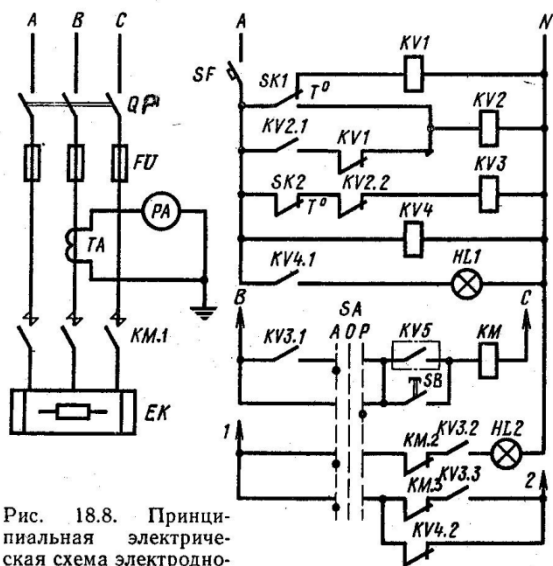 A B C
A N
SF
KV1
SK1 T°
QF
KV2
KV2.1 KV1
FU
KV3
SK2 T° KV2.2
PA
TA
KV4
KV4.1 HL1
B SA C
KM.1
KV3.1 A O P KV5 KM
SB
EK
1 KM.2 KV3.2 HL2
KM.3 KV3.3 2
KV4.2
Рис. 18.8. Принци-
пиальная электриче-
ская схема электродно-